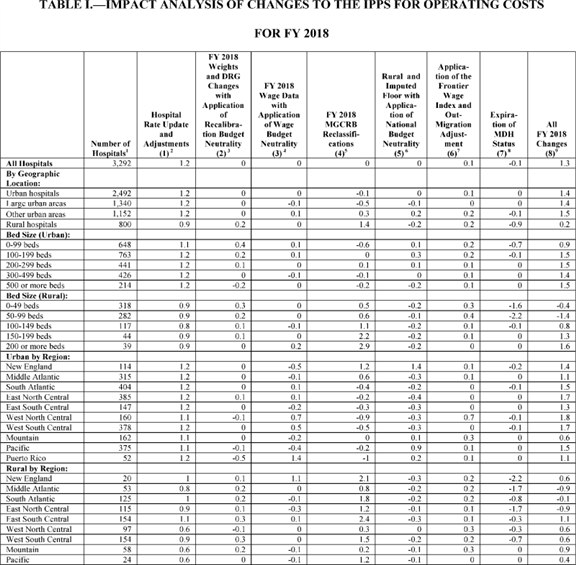 TABLE I.—IMPACT ANALYSIS OF CHANGES TO THE IPPS FOR OPERATING COSTS
FOR FY 2018
Number of
Hospitals¹
Hospital
Rate Update
and
Adjustments
(1) ²
FY 2018
Weights
and DRG
Changes
with
Application
of
Recalibra-
tion Budget
Neutrality
(2) ³
FY 2018
Wage Data
with
Application
of Wage
Budget
Neutrality
(3) ⁴
FY 2018
MGCRB
Reclassifi-
cations
(4)⁵
Rural and
Imputed
Floor with
Applica-
tion of
National
Budget
Neutrality
(5) ⁶
Applica-
tion of the
Frontier
Wage
Index and
Out-
Migration
Adjust-
ment
(6)⁷
Expira-
tion of
MDH
Status
(7) ⁸
All
FY 2018
Changes
(8)⁹
All Hospitals 3,292 1.2 0 0 0 0 0.1 -0.1 1.3
By Geographic
Location:
Urban hospitals 2,492 1.2 0 0 -0.1 0 0.1 0 1.4
Large urban areas 1,340 1.2 0 -0.1 -0.5 -0.1 0 0 1.4
Other urban areas 1,152 1.2 0 0.1 0.3 0.2 0.2 -0.1 1.5
Rural hospitals 800 0.9 0.2 0 1.4 -0.2 0.2 -0.9 0.2
Bed Size (Urban):
0-99 beds 648 1.1 0.4 0.1 -0.6 0.1 0.2 -0.7 0.9
100-199 beds 763 1.2 0.2 0.1 0 0.3 0.2 -0.1 1.5
200-299 beds 441 1.2 0.1 0 0.1 0.1 0.1 0 1.5
300-499 beds 426 1.2 0 -0.1 -0.1 0 0.1 0 1.4
500 or more beds 214 1.2 -0.2 0 -0.2 -0.2 0.1 0 1.5
Bed Size (Rural):
0-49 beds 318 0.9 0.3 0 0.5 -0.2 0.3 -1.6 -0.4
50-99 beds 282 0.9 0.2 0 0.6 -0.1 0.4 -2.2 -1.4
100-149 beds 117 0.8 0.1 -0.1 1.1 -0.2 0.1 -0.1 0.8
150-199 beds 44 0.9 0.1 0 2.2 -0.2 0.1 0 1.3
200 or more beds 39 0.9 0 0.2 2.9 -0.2 0 0 1.6
Urban by Region:
New England 114 1.2 0 -0.5 1.2 1.4 0.1 -0.2 1.4
Middle Atlantic 315 1.2 0 -0.1 0.6 -0.3 0.1 0 1.1
South Atlantic 404 1.2 0 0.1 -0.4 -0.2 0 -0.1 1.5
East North Central 385 1.2 0.1 0.1 -0.2 -0.4 0 0 1.7
East South Central 147 1.2 0 -0.2 -0.3 -0.3 0 0 1.3
West North Central 160 1.1 -0.1 0.7 -0.9 -0.3 0.7 -0.1 1.8
West South Central 378 1.2 0 0.5 -0.5 -0.3 0 -0.1 1.7
Mountain 162 1.1 0 -0.2 0 0.1 0.3 0 0.6
Pacific 375 1.1 -0.1 -0.4 -0.2 0.9 0.1 0 1.5
Puerto Rico 52 1.2 -0.5 1.4 -1 0.2 0.1 0 1.1
Rural by Region:
New England 20 1 0.1 1.1 2.1 -0.3 0.2 -2.2 0.6
Middle Atlantic 53 0.8 0.2 0 0.8 -0.2 0.2 -1.7 -0.9
South Atlantic 125 1 0.2 -0.1 1.8 -0.2 0.2 -0.8 -0.1
East North Central 115 0.9 0.1 -0.3 1.2 -0.1 0.1 -1.7 -0.9
East South Central 154 1.1 0.3 0.1 2.4 -0.3 0.1 -0.3 1.1
West North Central 97 0.6 -0.1 0 0.3 0 0.3 -0.3 0.6
West South Central 154 0.9 0.3 0 1.5 -0.2 0.2 -0.7 0.6
Mountain 58 0.6 0.2 -0.1 0.2 -0.1 0.3 0 0.9
Pacific 24 0.6 0 -0.1 1.2 -0.1 0 0 0.4